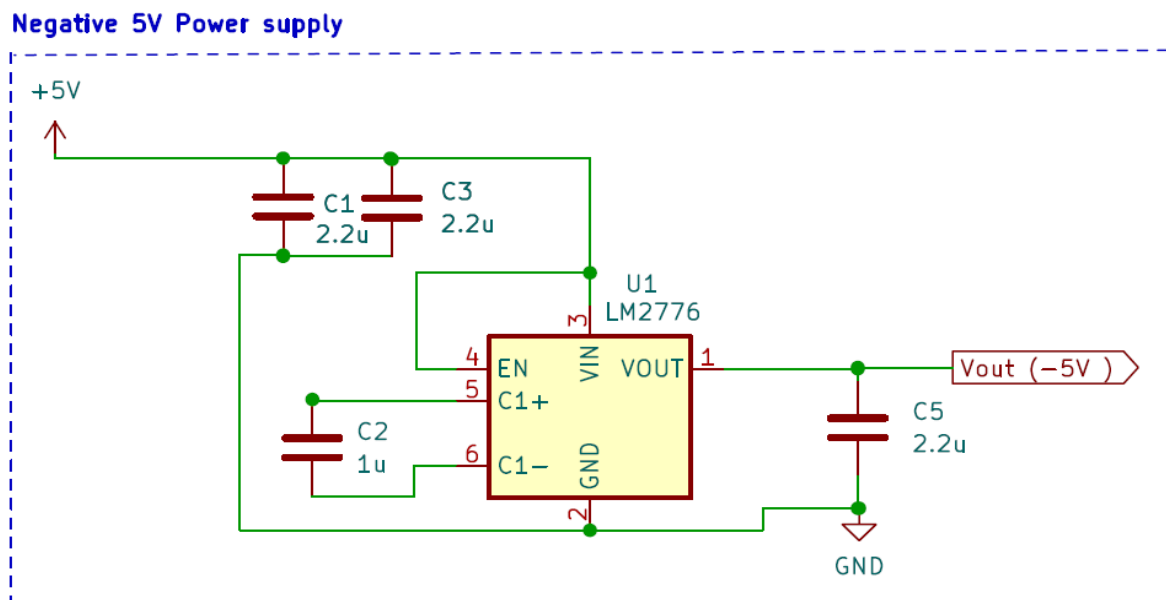 Negative 5V Power supply
+5V
C1
2.2u
C3
2.2u
U1
LM2776
3
VIN
4
EN
VOUT
1
Vout (-5V )
5
C1+
C2
1u
6
C1-
GND
2
C5
2.2u
GND